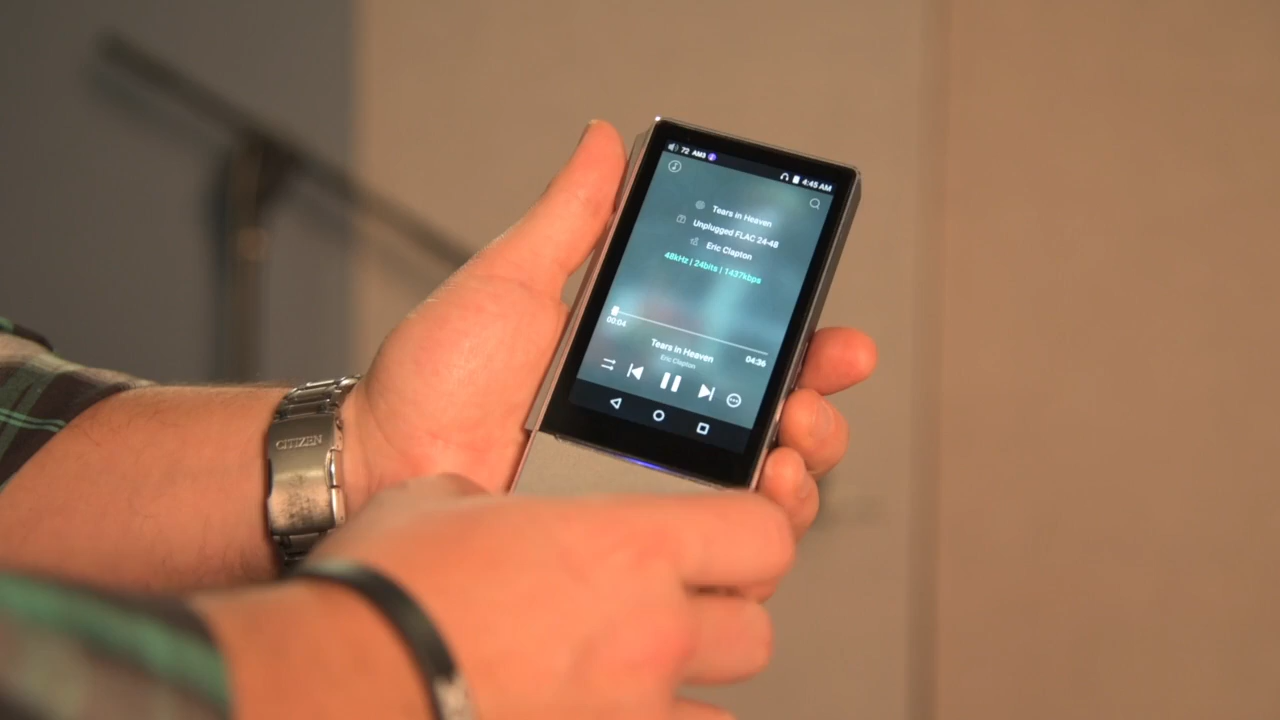 72 AM3 4:45 AM
Tears in Heaven
Unplugged FLAC 24-48
Eric Clapton
48kHz | 24bits | 1437kbps
00:04 04:36
Tears in Heaven
Eric Clapton
CITIZEN